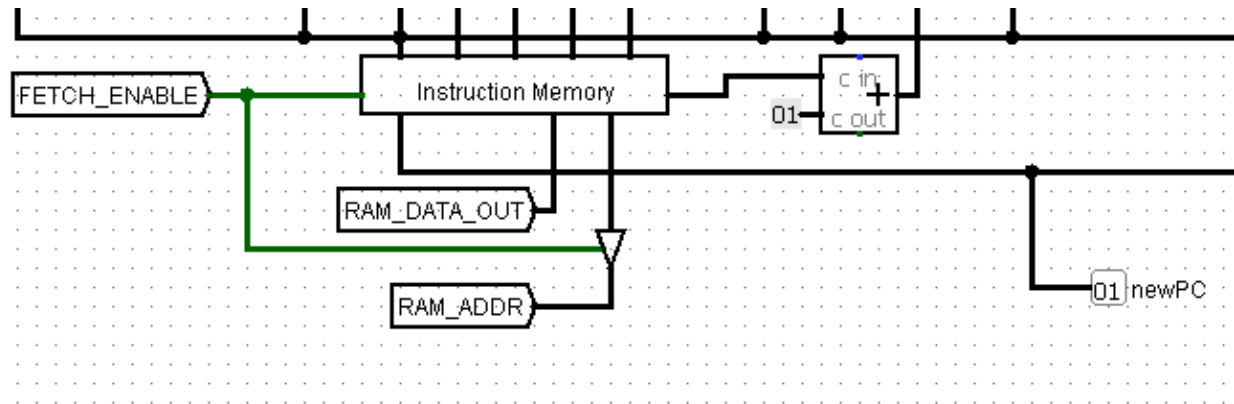 FETCH_ENABLE
Instruction Memory
c in
+
01
c out
RAM_DATA_OUT
RAM_ADDR
01 newPC